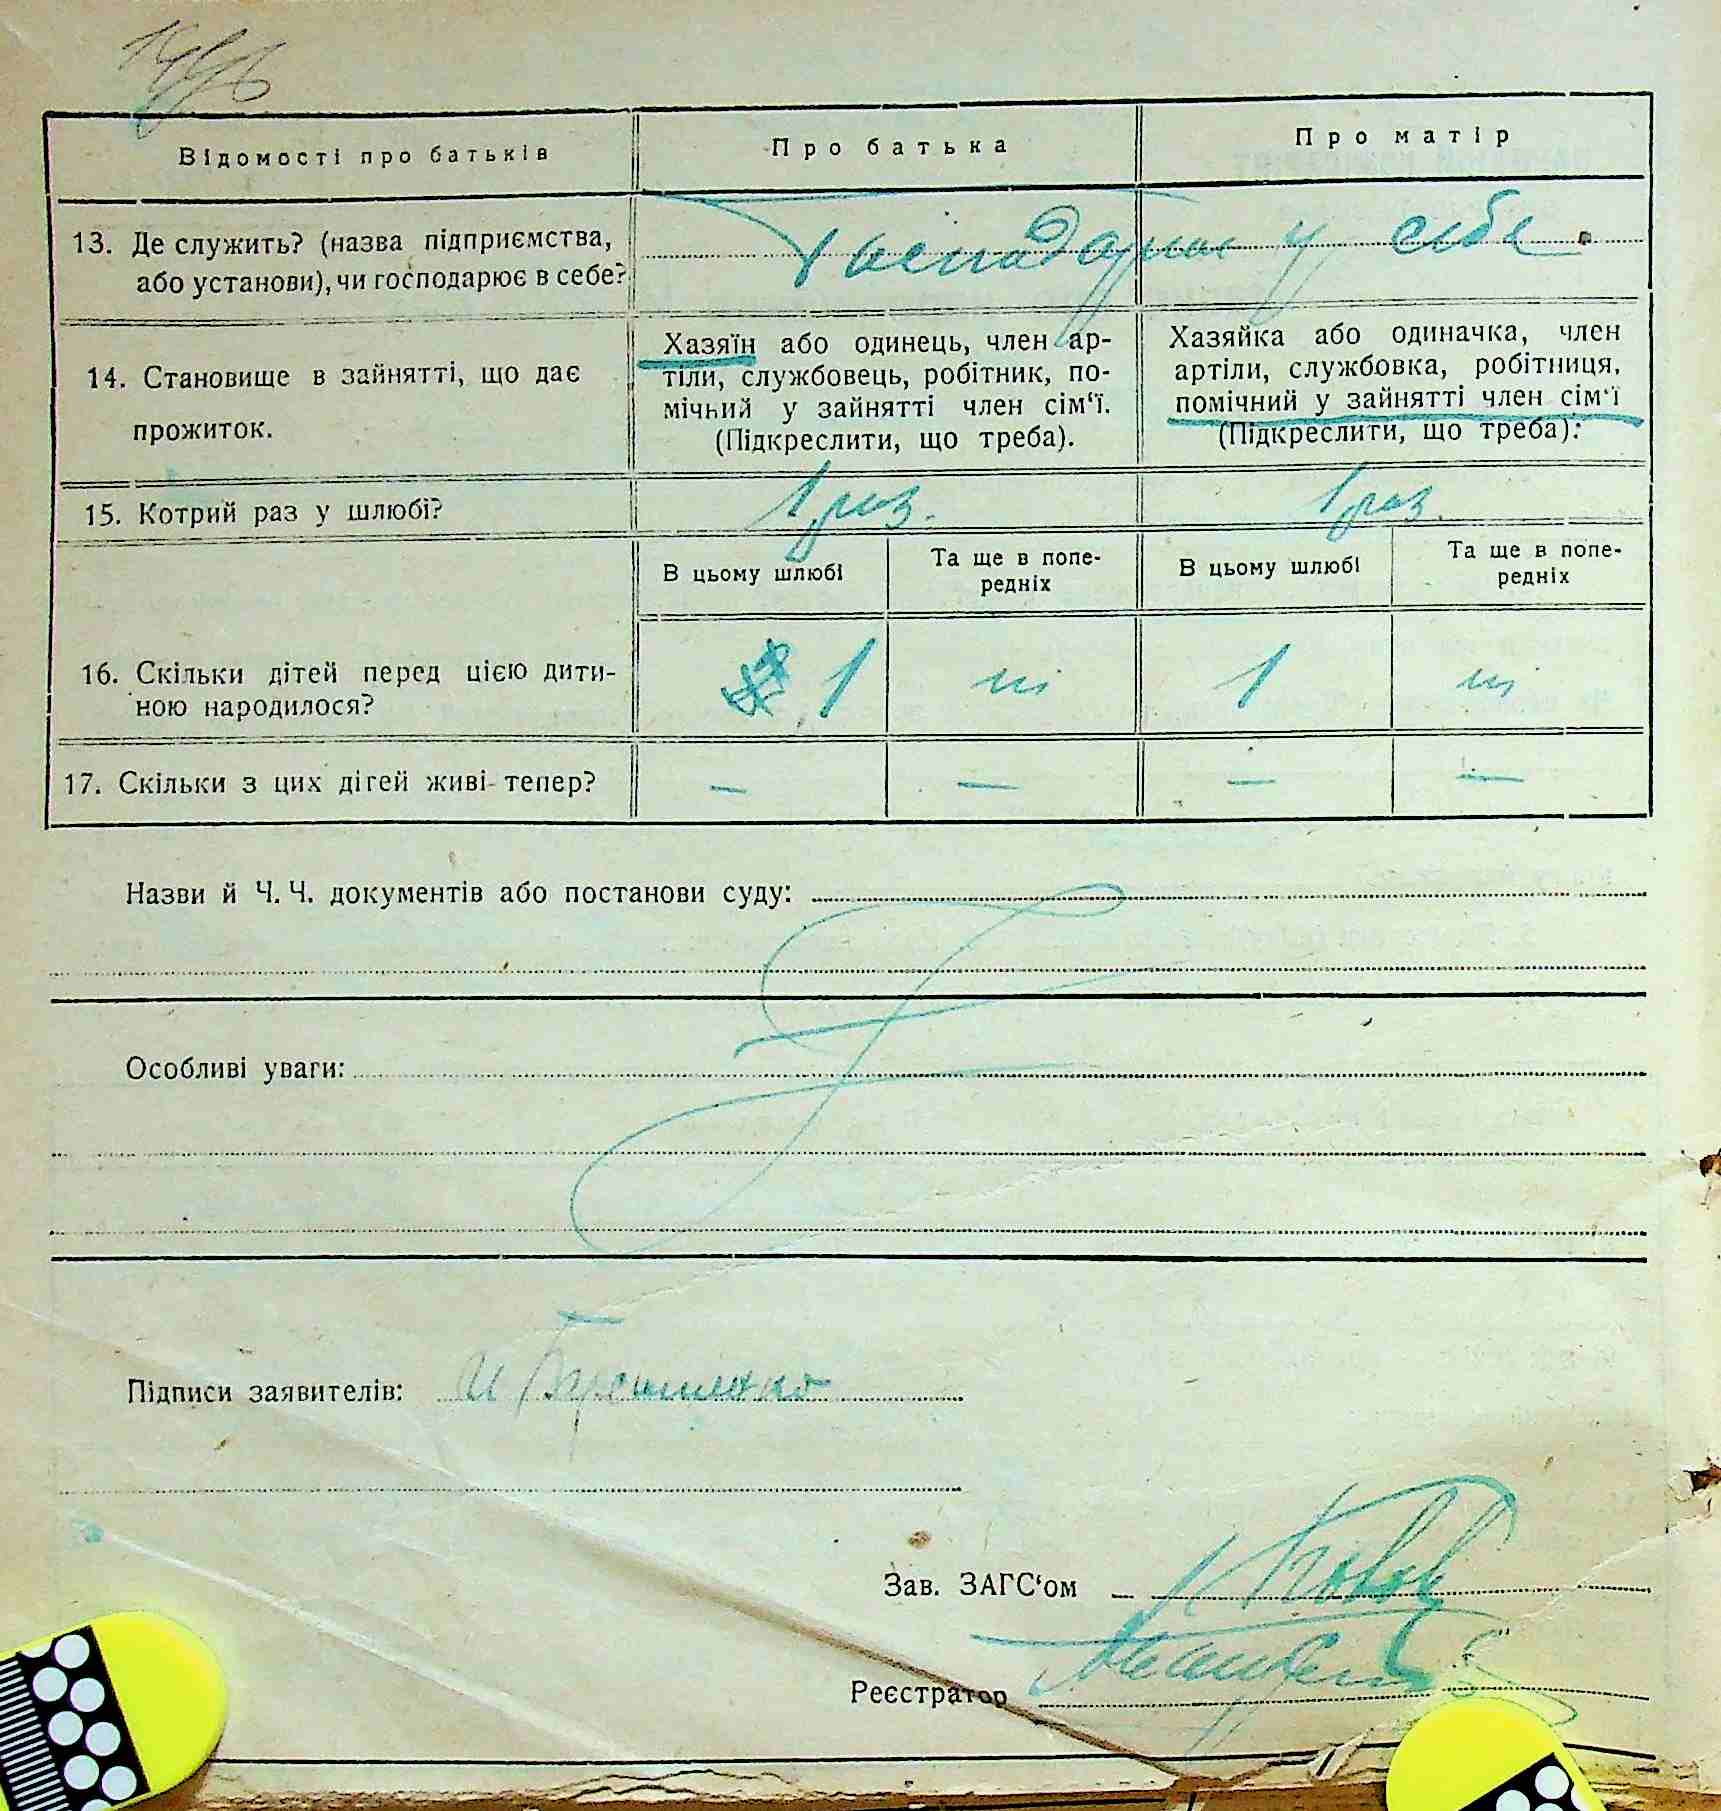 Відомості про батьків
Про батька
Про матір
13. Де служить? (назва підприємства,
або установи), чи господарює в себе?
у себе.
14. Становище в зайнятті, що дає
прожиток.
Хазяїн або одинець, член ар-
тіли, службовець, робітник, по-
мічний у зайнятті член сім‘ї.
(Підкреслити, що треба).
Хазяйка або одиначка, член
артіли, службовка, робітниця,
помічний у зайнятті член сім‘ї
(Підкреслити, що треба).
15. Котрий раз у шлюбі?
1 раз.
1 раз.
В цьому шлюбі
Та ще в попе-
редніх
В цьому шлюбі
Та ще в попе-
редніх
16. Скільки дітей перед цією дити-
ною народилося?
1
ні
1
ні
17. Скільки з цих дітей живі тепер?
—
—
—
—
Назви й Ч. Ч. документів або постанови суду:
Особливі уваги:
Підписи заявителів:
Зав. ЗАГС‘ом
Реєстратор